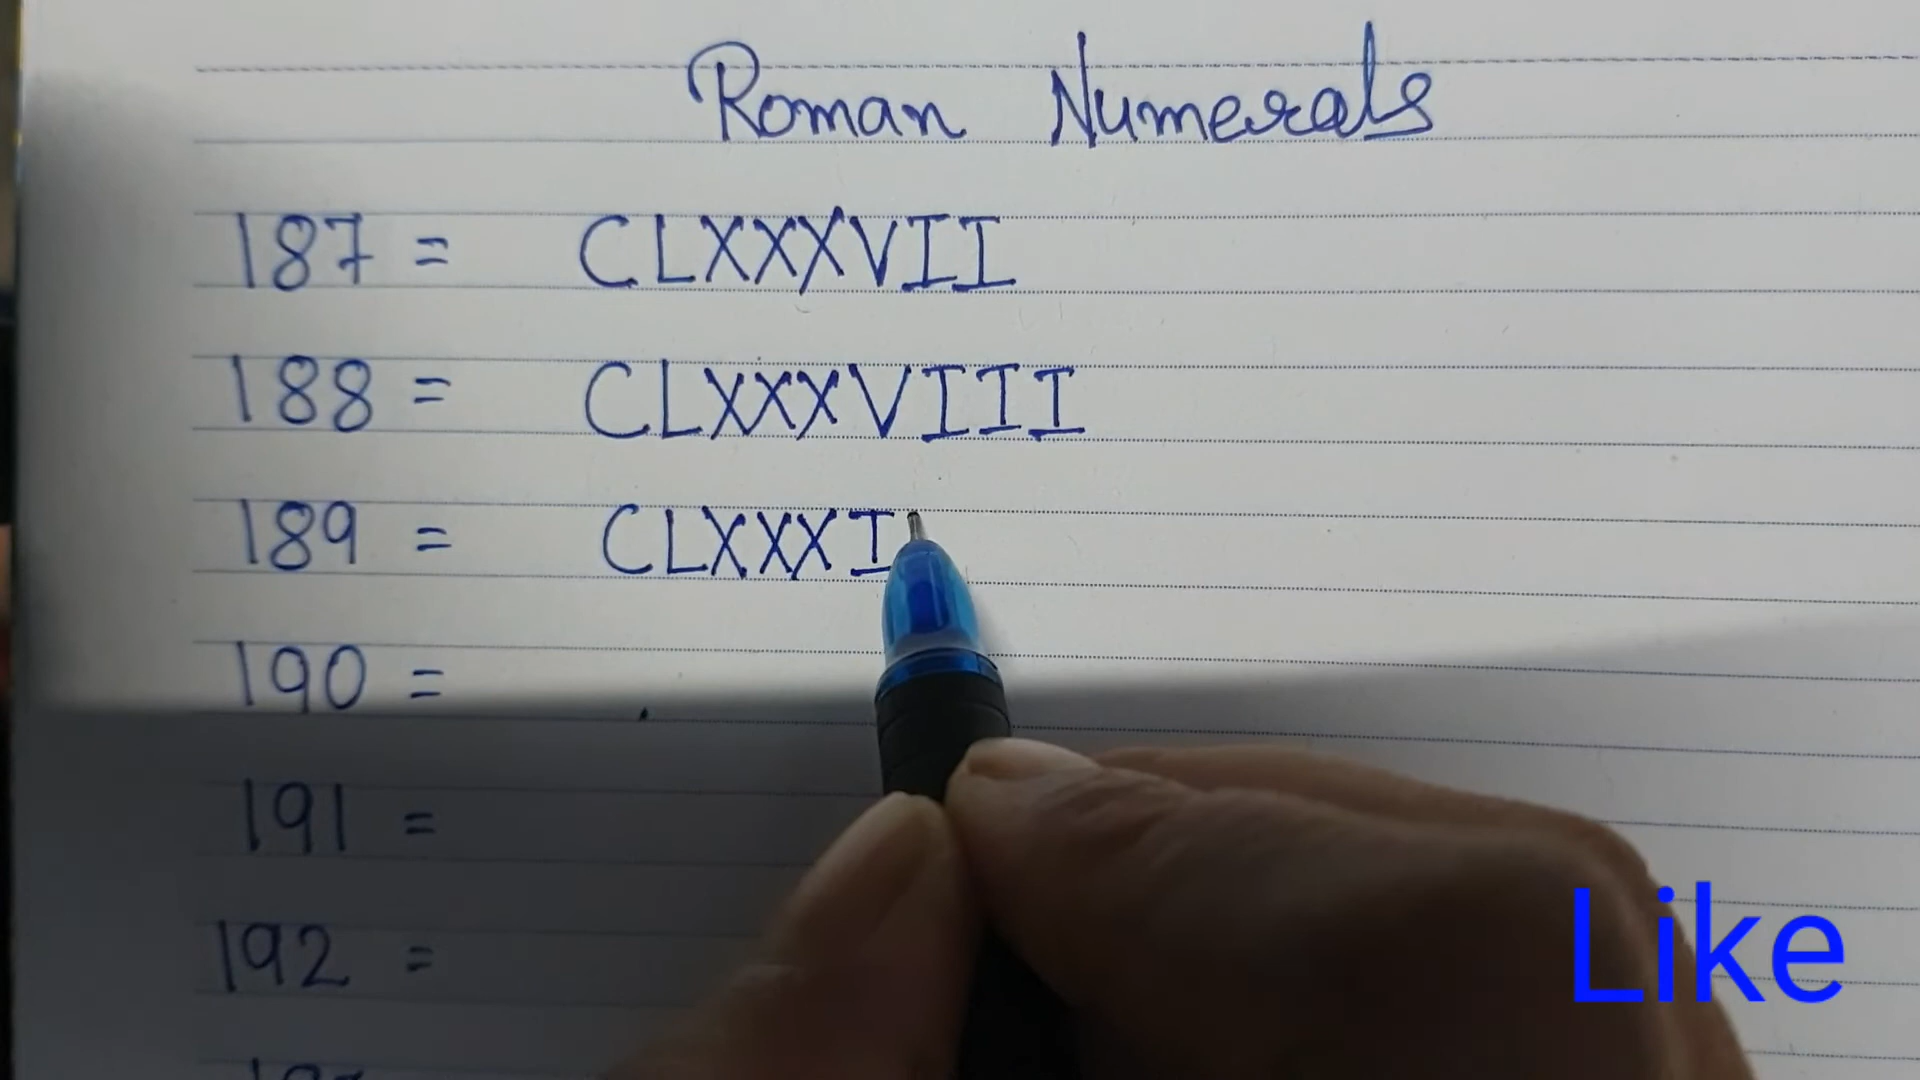 Roman Numerals
187 = CLXXXVII
188 = CLXXXVIII
189 = CLXXXI
190 =
191 =
192 =
Like